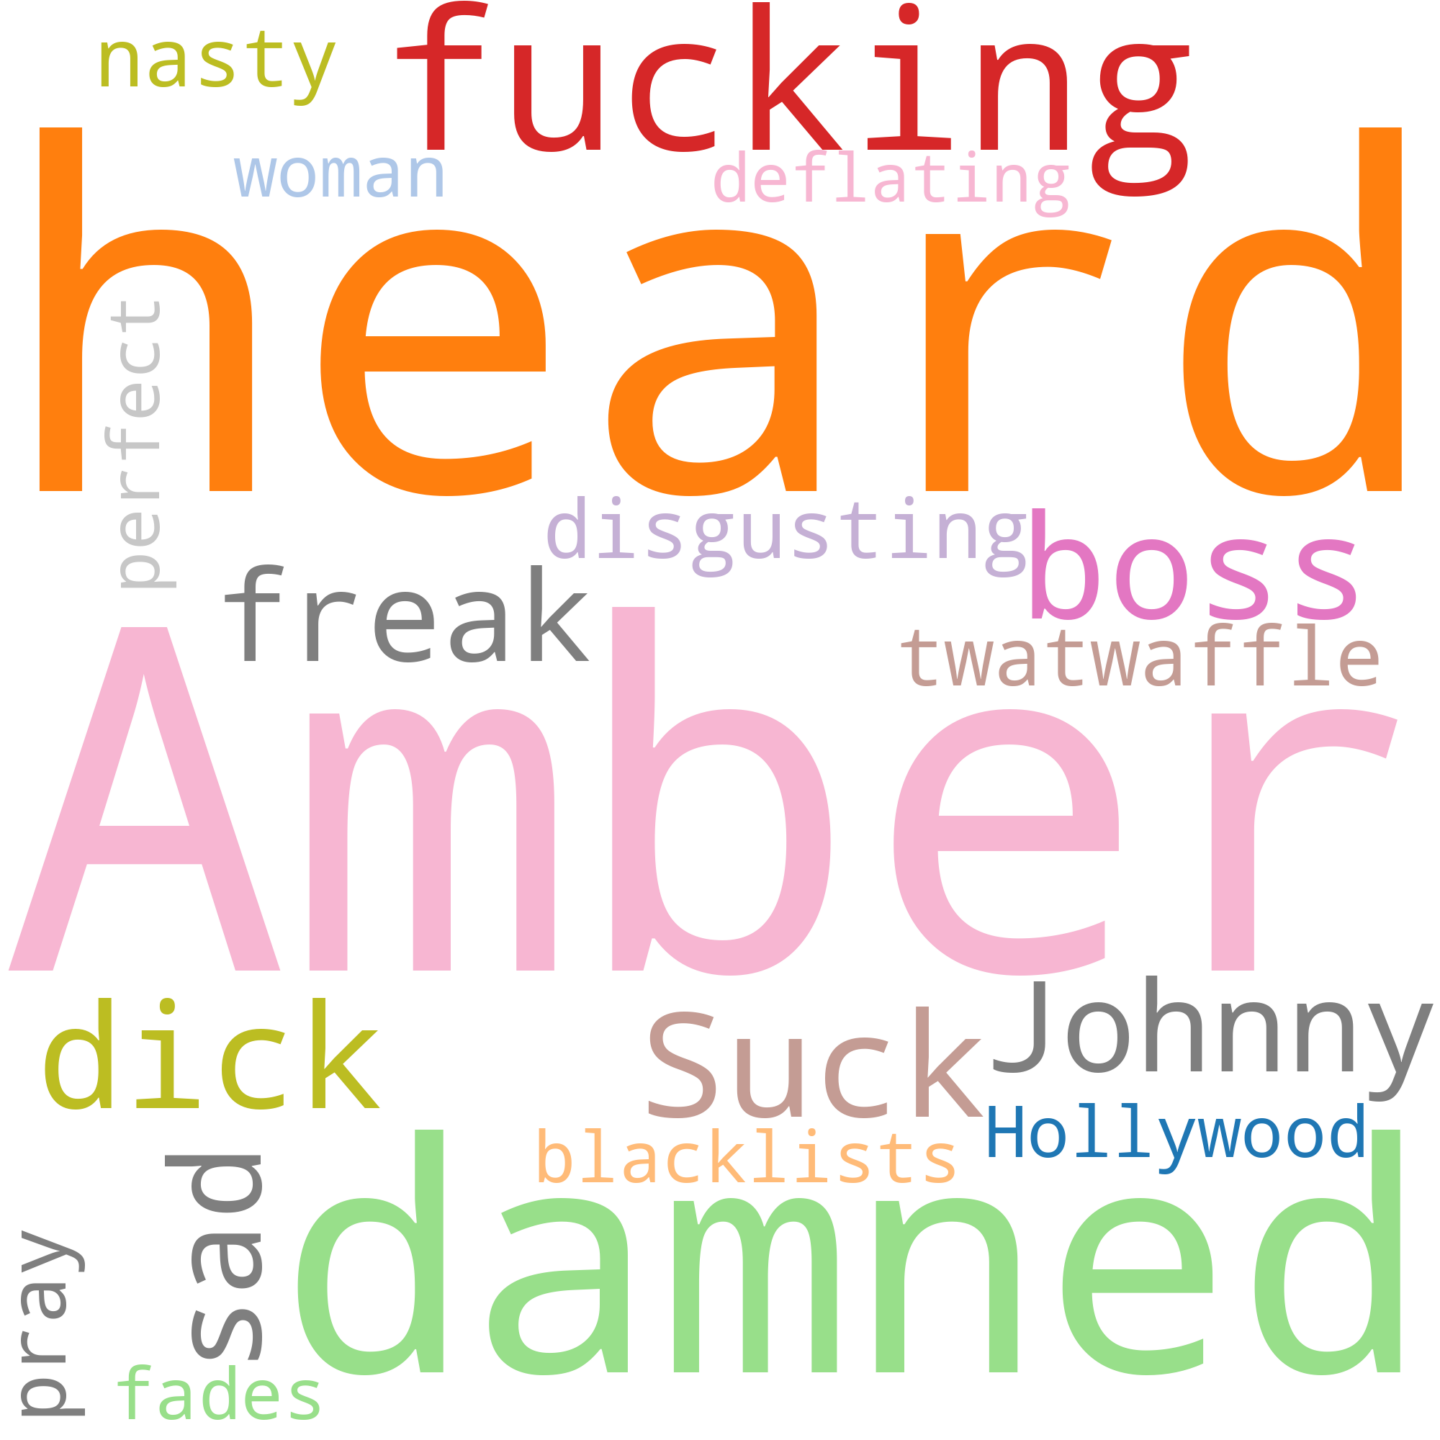 nasty
fucking
woman
deflating
heard
perfect
disgusting
boss
freak
twatwaffle
Amber
dick
Suck
Johnny
Hollywood
blacklists
sad
damned
pray
fades